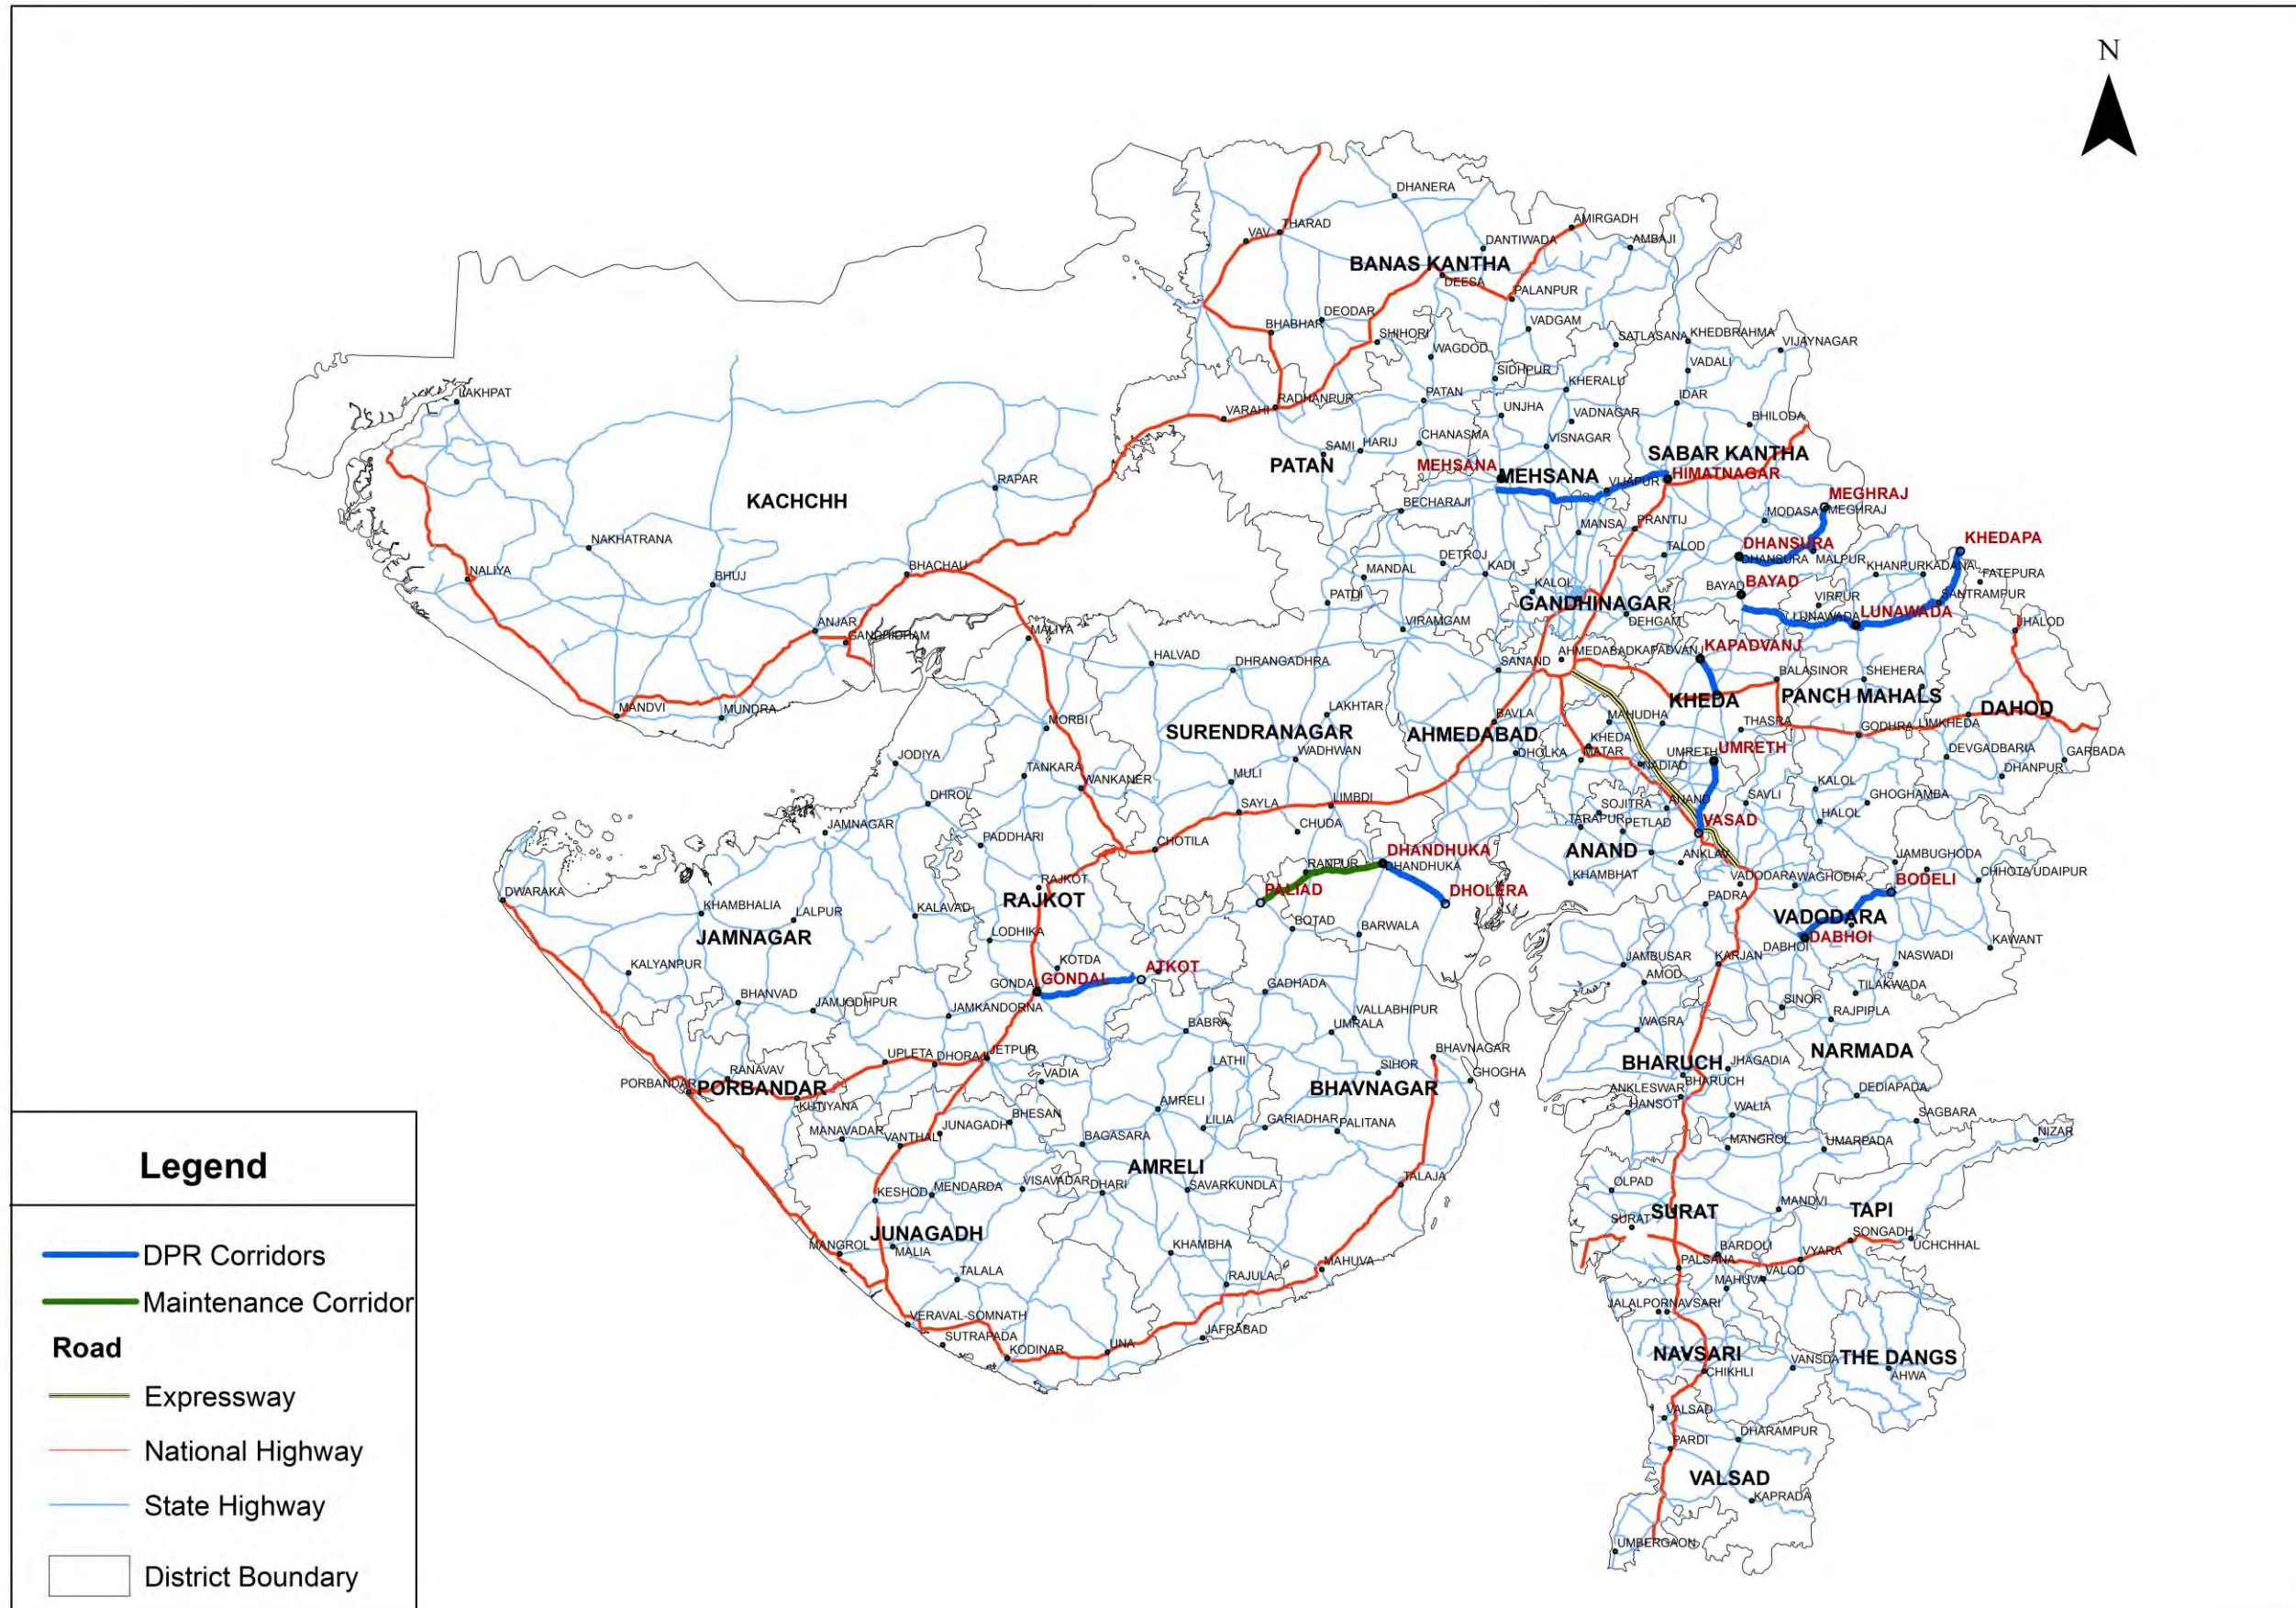 N
DHANERA
AMIRGADH
THARAD
VAV
DANTIWADA
AMBAJI
BANAS KANTHA
DEESA
PALANPUR
DEODAR
BHABHAR
VADGAM
SHIHORI
SATLASANA
KHEDBRAHMA
VIJAYNAGAR
WAGDOD
VADALI
SIDHPUR
KHERALU
LAKHPAT
PATAN
IDAR
RADHANPUR
VARAHI
UNJHA
VADNAGAR
BHILODA
CHANASMA
VISNAGAR
SAMI
HARIJ
SABAR KANTHA
PATAN
MEHSANA
MEHSANA
HIMATNAGAR
RAPAR
VIJAPUR
MEGHRAJ
KACHCHH
BECHARAJI
MODASA
MEGHRAJ
MANSA
PRANTIJ
NAKHATRANA
KHEDAPA
DHANSURA
TALOD
DETROJ
DHANSURA
MALPUR
NALIYA
BHUJ
BHACHAU
MANDAL
KADI
KHANPUR
KADANA
FATEPURA
KALOL
BAYAD
BAYAD
PATDI
GANDHINAGAR
VIRPUR
SANTRAMPUR
LUNAWADA
LUNAWADA
DEHGAM
ANJAR
GANDHIDHAM
MALIYA
VIRAMGAM
JHALOD
KAPADVANJ
AHMEDABAD
KAPADVANJ
HALVAD
DHRANGADHRA
SANAND
BALASINOR
SHEHERA
KHEDA
PANCH MAHALS
MANDVI
MUNDRA
LAKHTAR
DAHOD
MORBI
BAVLA
MAHUDHA
THASRA
GODHRA
LIMKHEDA
SURENDRANAGAR
AHMEDABAD
KHEDA
WADHWAN
DHOLKA
MATAR
UMRETH
UMRETH
DEVGADBARIA
GARBADA
JODIYA
NADIAD
TANKARA
WANKANER
MULI
DHANPUR
KALOL
DHROL
SAYLA
LIMBDI
SOJITRA
ANAND
SAVLI
GHOGHAMBA
HALOL
JAMNAGAR
CHUDA
TARAPUR
PETLAD
VASAD
PADDHARI
CHOTILA
DHANDHUKA
ANAND
ANKLAV
RANPUR
DHANDHUKA
JAMBUGHODA
RAJKOT
KHAMBHAT
VADODARA
WAGHODIA
BODELI
CHHOTA UDAIPUR
DWARAKA
PALIAD
DHOLERA
PADRA
RAJKOT
KHAMBHALIA
LALPUR
KALAVAD
BOTAD
VADODARA
JAMNAGAR
LODHIKA
BARWALA
DABHOI
DABHOI
KAWANT
KALYANPUR
KOTDA
ATKOT
JAMBUSAR
KARJAN
NASWADI
GONDAL
GONDAL
GADHADA
AMOD
TILAKWADA
BHANVAD
JAMJODHPUR
JAMKANDORNA
SINOR
VALLABHIPUR
RAJPIPLA
BABRA
UMRALA
WAGRA
BHAVNAGAR
NARMADA
UPLETA
DHORAJI
JETPUR
LATHI
SIHOR
GHOGHA
BHARUCH
JHAGADIA
RANAVAV
VADIA
PORBANDAR
PORBANDAR
BHAVNAGAR
ANKLESWAR
BHARUCH
DEDIAPADA
KUTIYANA
AMRELI
HANSOT
WALIA
Legend
BHESAN
LILIA
GARIADHAR
PALITANA
SAGBARA
MANAVADAR
VANTHALI
JUNAGADH
BAGASARA
MANGROL
UMARPADA
NIZAR
AMRELI
KESHOD
MENDARDA
VISAVADAR
DHARI
SAVARKUNDLA
TALAJA
OLPAD
MANDVI
TAPI
SURAT
SURAT
JUNAGADH
SONGADH
UCHCHHAL
DPR Corridors
MANGROL
MALIA
KHAMBHA
BARDOLI
VYARA
PALSANA
VALOD
MAHUVA
TALALA
RAJULA
MAHUVA
Maintenance Corridor
JALALPOR
NAVSARI
VERAVAL-SOMNATH
JAFRABAD
Road
SUTRAPADA
KODINAR
UNA
NAVSARI
VANSDA
THE DANGS
CHIKHLI
AHWA
Expressway
VALSAD
PARDI
DHARAMPUR
National Highway
VALSAD
KAPRADA
State Highway
UMBERGAON
District Boundary